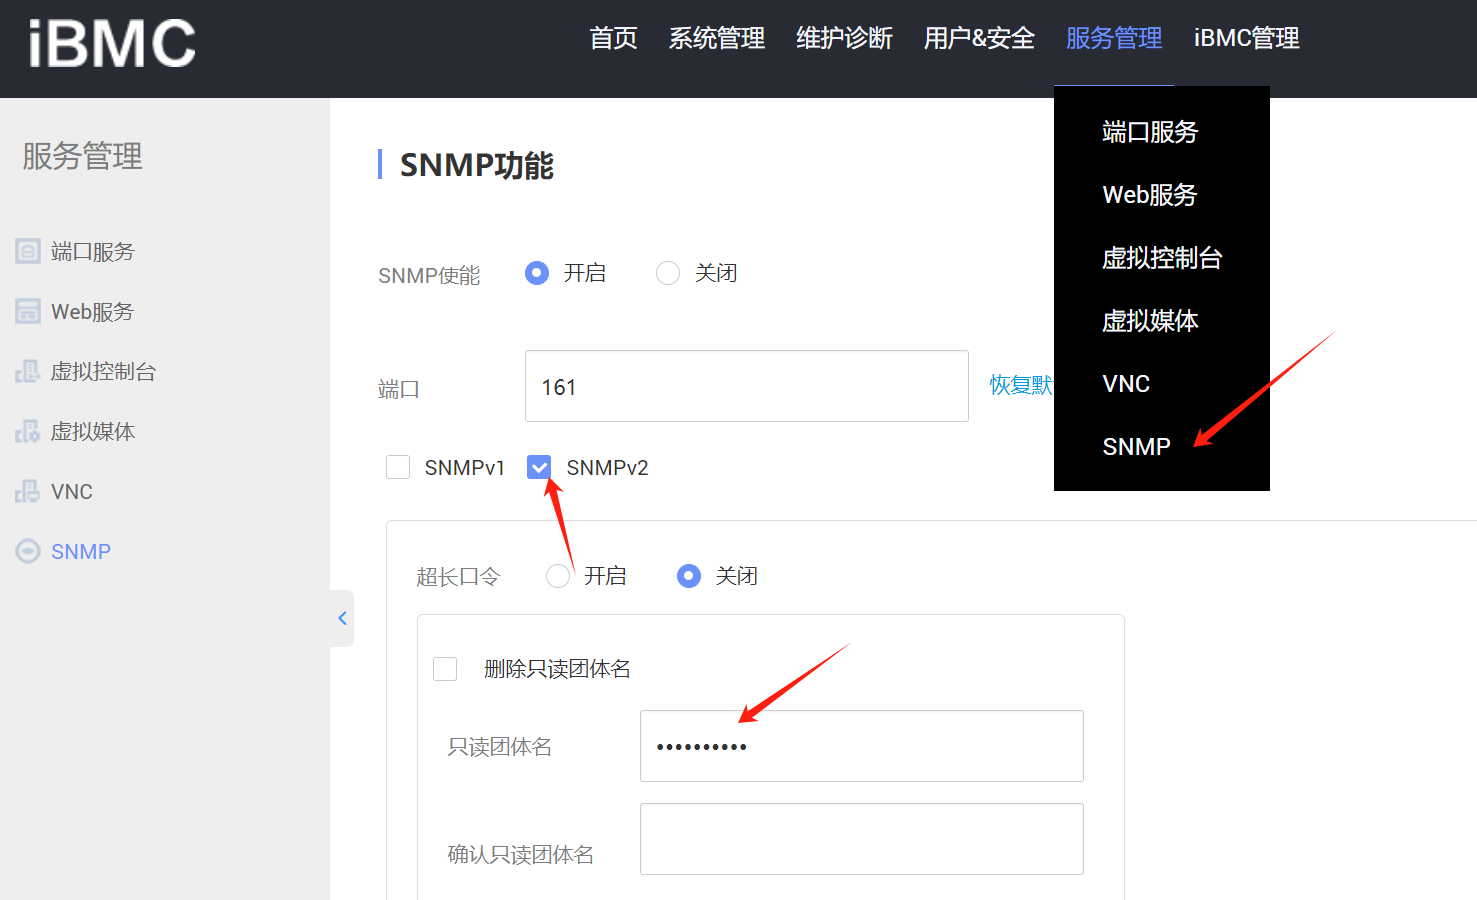 iBMC
首页 系统管理 维护诊断 用户&安全 服务管理 iBMC管理
端口服务
Web服务
虚拟控制台
虚拟媒体
VNC
SNMP
服务管理
端口服务
Web服务
虚拟控制台
虚拟媒体
VNC
SNMP
SNMP功能
SNMP使能 开启 关闭
端口 161 恢复默
SNMPv1 SNMPv2
超长口令 开启 关闭
删除只读团体名
只读团体名 ••••••••••
确认只读团体名